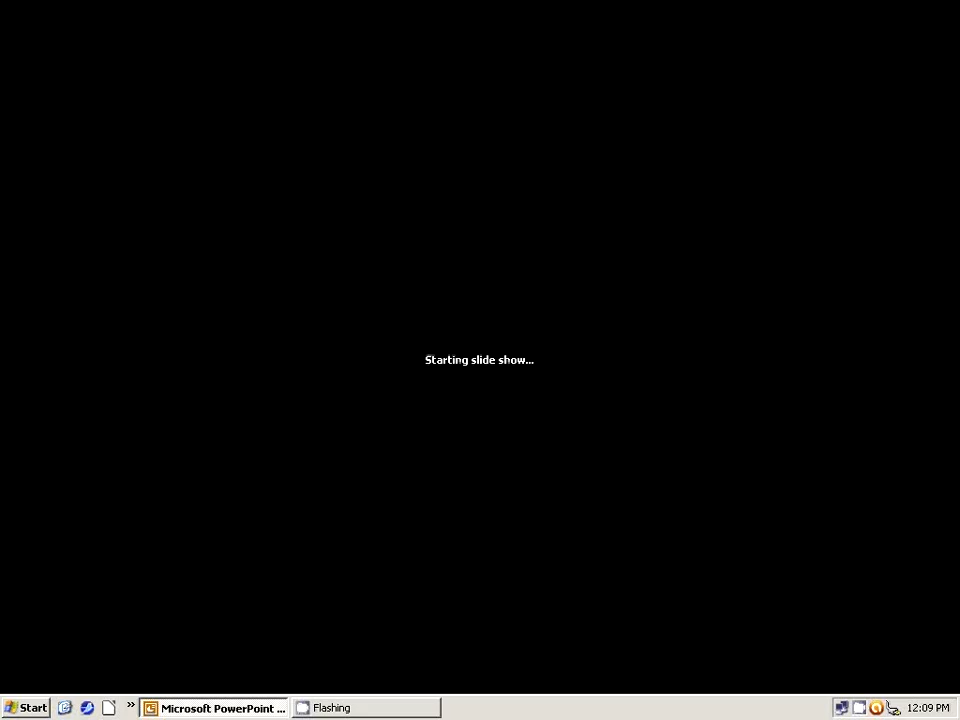 Starting slide show...
Start
»
Microsoft PowerPoint ...
Flashing
12:09 PM